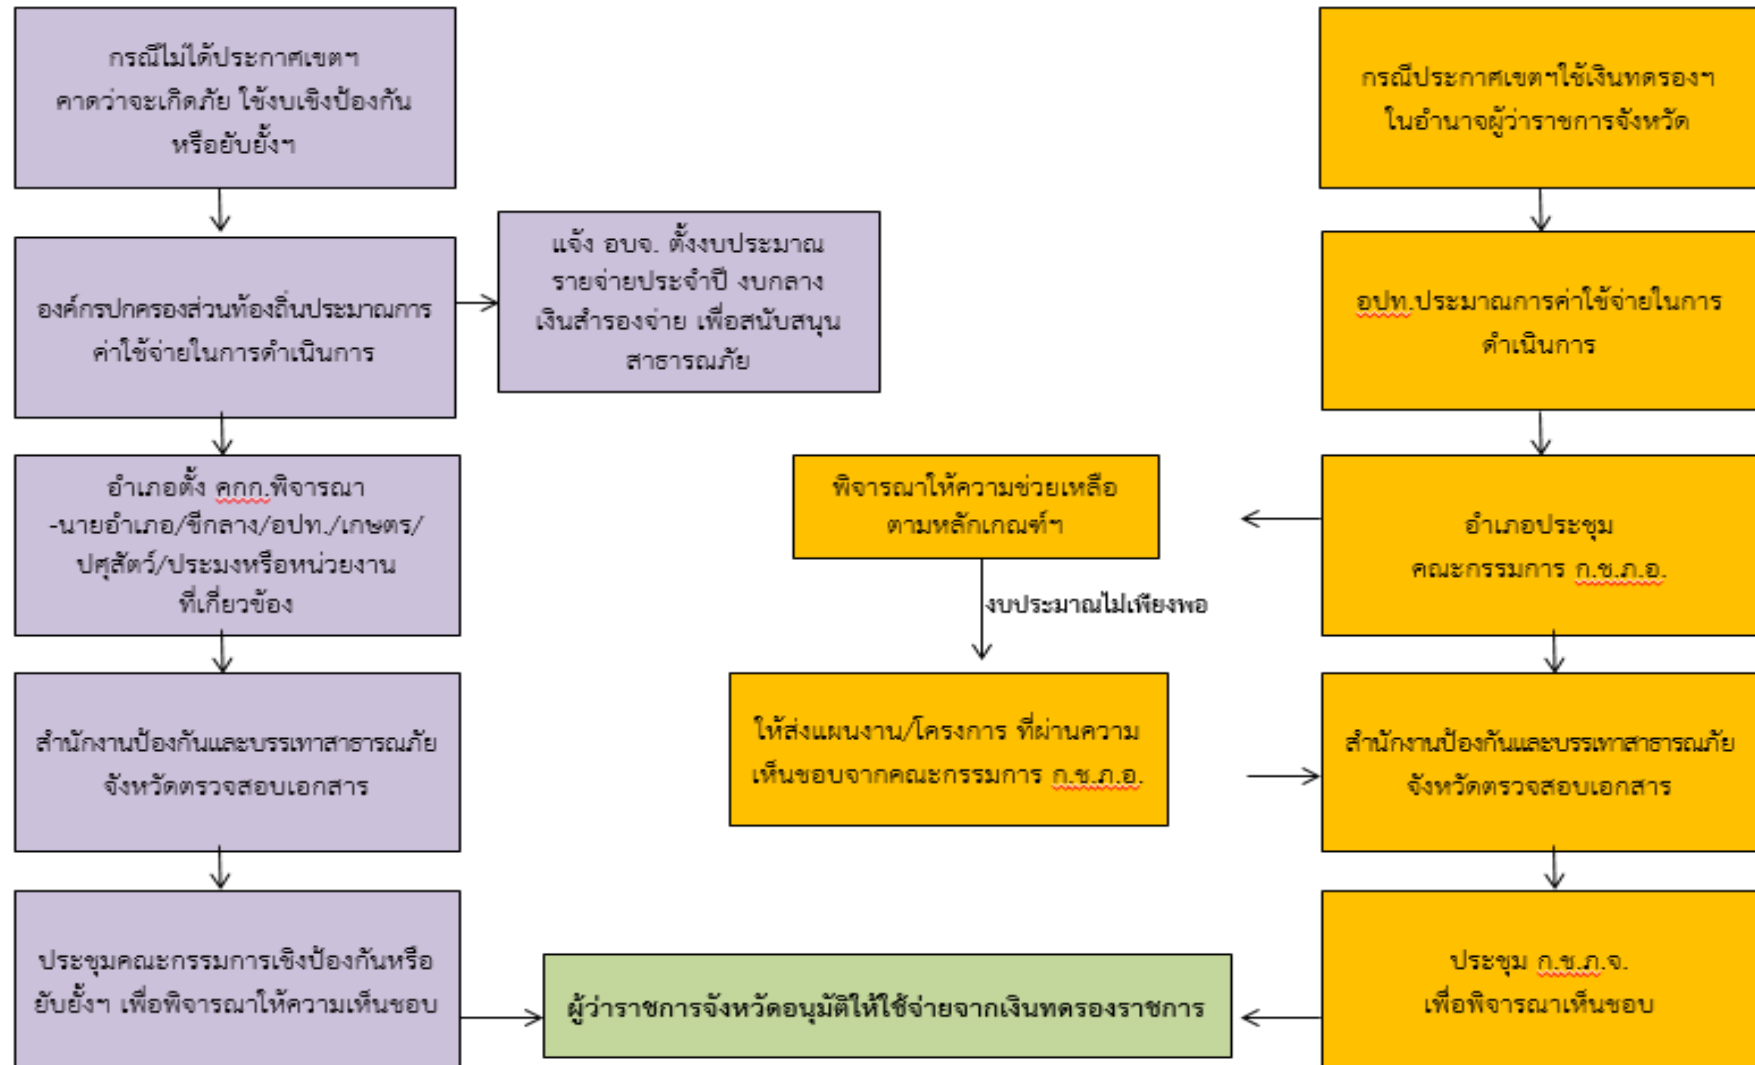 กรณีไม่ได้ประกาศเขตฯ
คาดว่าจะเกิดภัย ใช้งบเชิงป้องกัน
หรือยับยั้งฯ
องค์กรปกครองส่วนท้องถิ่นประมาณการ
ค่าใช้จ่ายในการดำเนินการ
แจ้ง อบจ. ตั้งงบประมาณ
รายจ่ายประจำปี งบกลาง
เงินสำรองจ่าย เพื่อสนับสนุน
สาธารณภัย
อำเภอตั้ง คกก.พิจารณา
-นายอำเภอ/ชีกลาง/อปท./เกษตร/
ปศุสัตว์/ประมงหรือหน่วยงาน
ที่เกี่ยวข้อง
สำนักงานป้องกันและบรรเทาสาธารณภัย
จังหวัดตรวจสอบเอกสาร
ประชุมคณะกรรมการเชิงป้องกันหรือ
ยับยั้งฯ เพื่อพิจารณาให้ความเห็นชอบ
กรณีประกาศเขตฯใช้เงินทดรองฯ
ในอำนาจผู้ว่าราชการจังหวัด
อปท.ประมาณการค่าใช้จ่ายในการ
ดำเนินการ
อำเภอประชุม
คณะกรรมการ ก.ช.ภ.อ.
พิจารณาให้ความช่วยเหลือ
ตามหลักเกณฑ์ฯ
งบประมาณไม่เพียงพอ
ให้ส่งแผนงาน/โครงการ ที่ผ่านความ
เห็นชอบจากคณะกรรมการ ก.ช.ภ.อ.
สำนักงานป้องกันและบรรเทาสาธารณภัย
จังหวัดตรวจสอบเอกสาร
ประชุม ก.ช.ภ.จ.
เพื่อพิจารณาเห็นชอบ
ผู้ว่าราชการจังหวัดอนุมัติให้ใช้จ่ายจากเงินทดรองราชการ